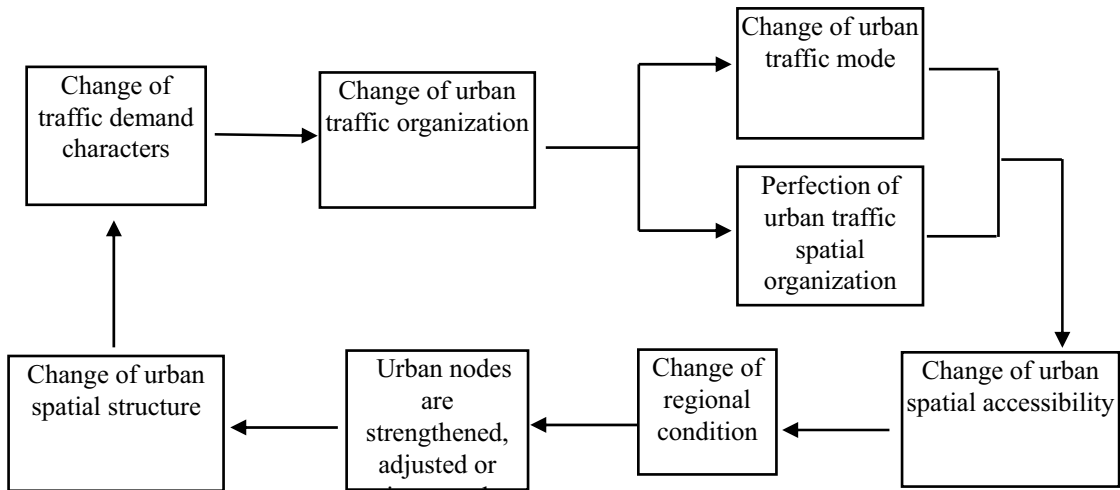 Change of
traffic demand
characters
Change of urban
traffic organization
Change of urban
traffic mode
Perfection of
urban traffic
spatial
organization
Change of urban
spatial accessibility
Change of
regional
condition
Urban nodes
are
strengthened,
adjusted or
Change of urban
spatial structure